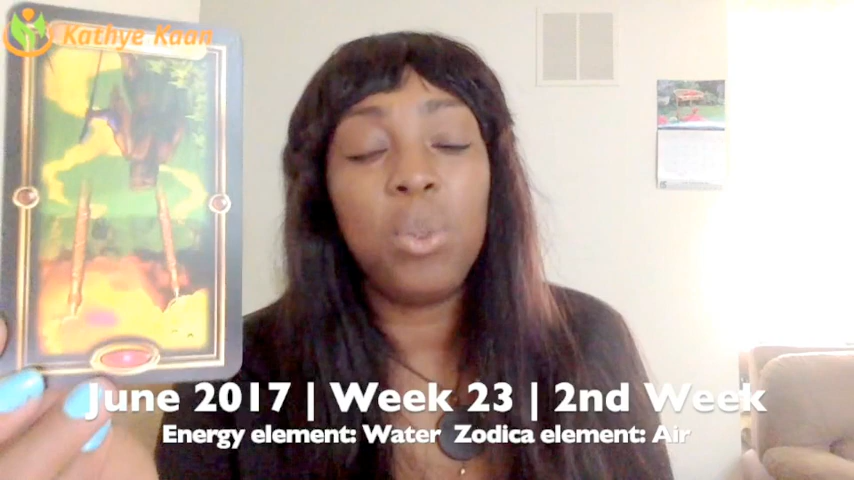 Kathye Kaan
June 2017 | Week 23 | 2nd Week
Energy element: Water Zodica element: Air